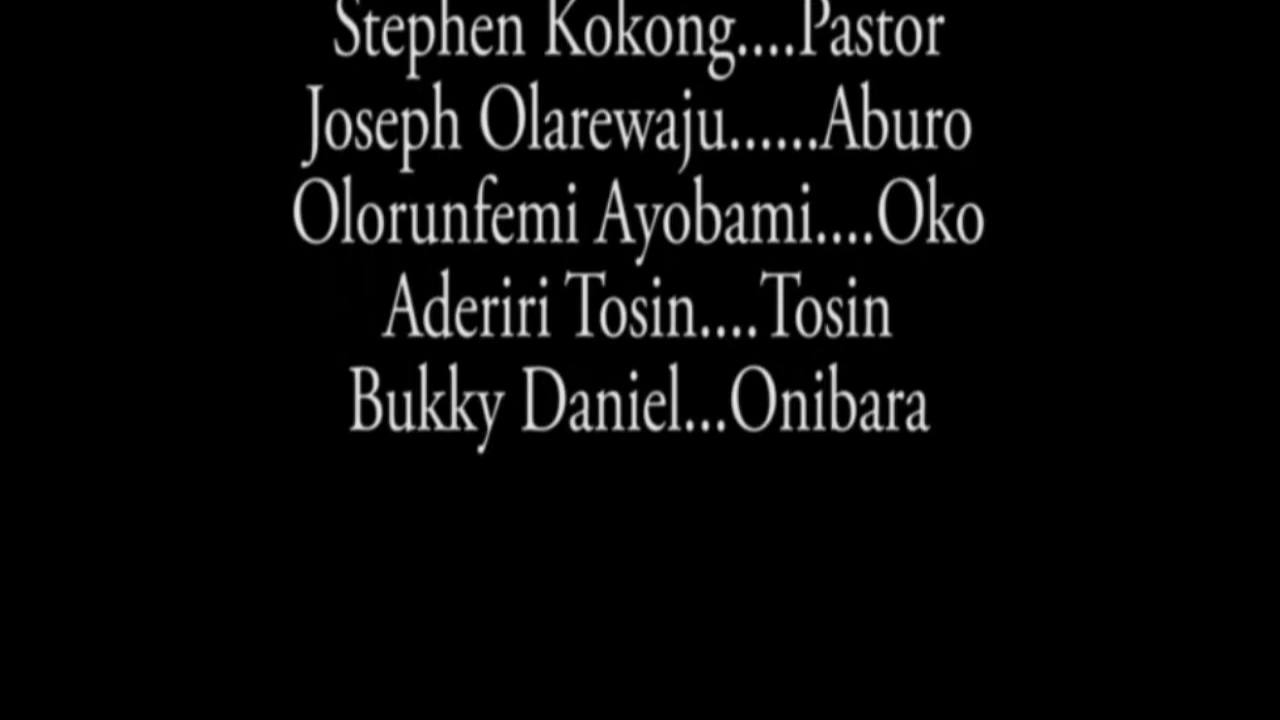 Stephen Kokong....Pastor
Joseph Olarewaju......Aburo
Olorunfemi Ayobami....Oko
Aderiri Tosin....Tosin
Bukky Daniel...Onibara